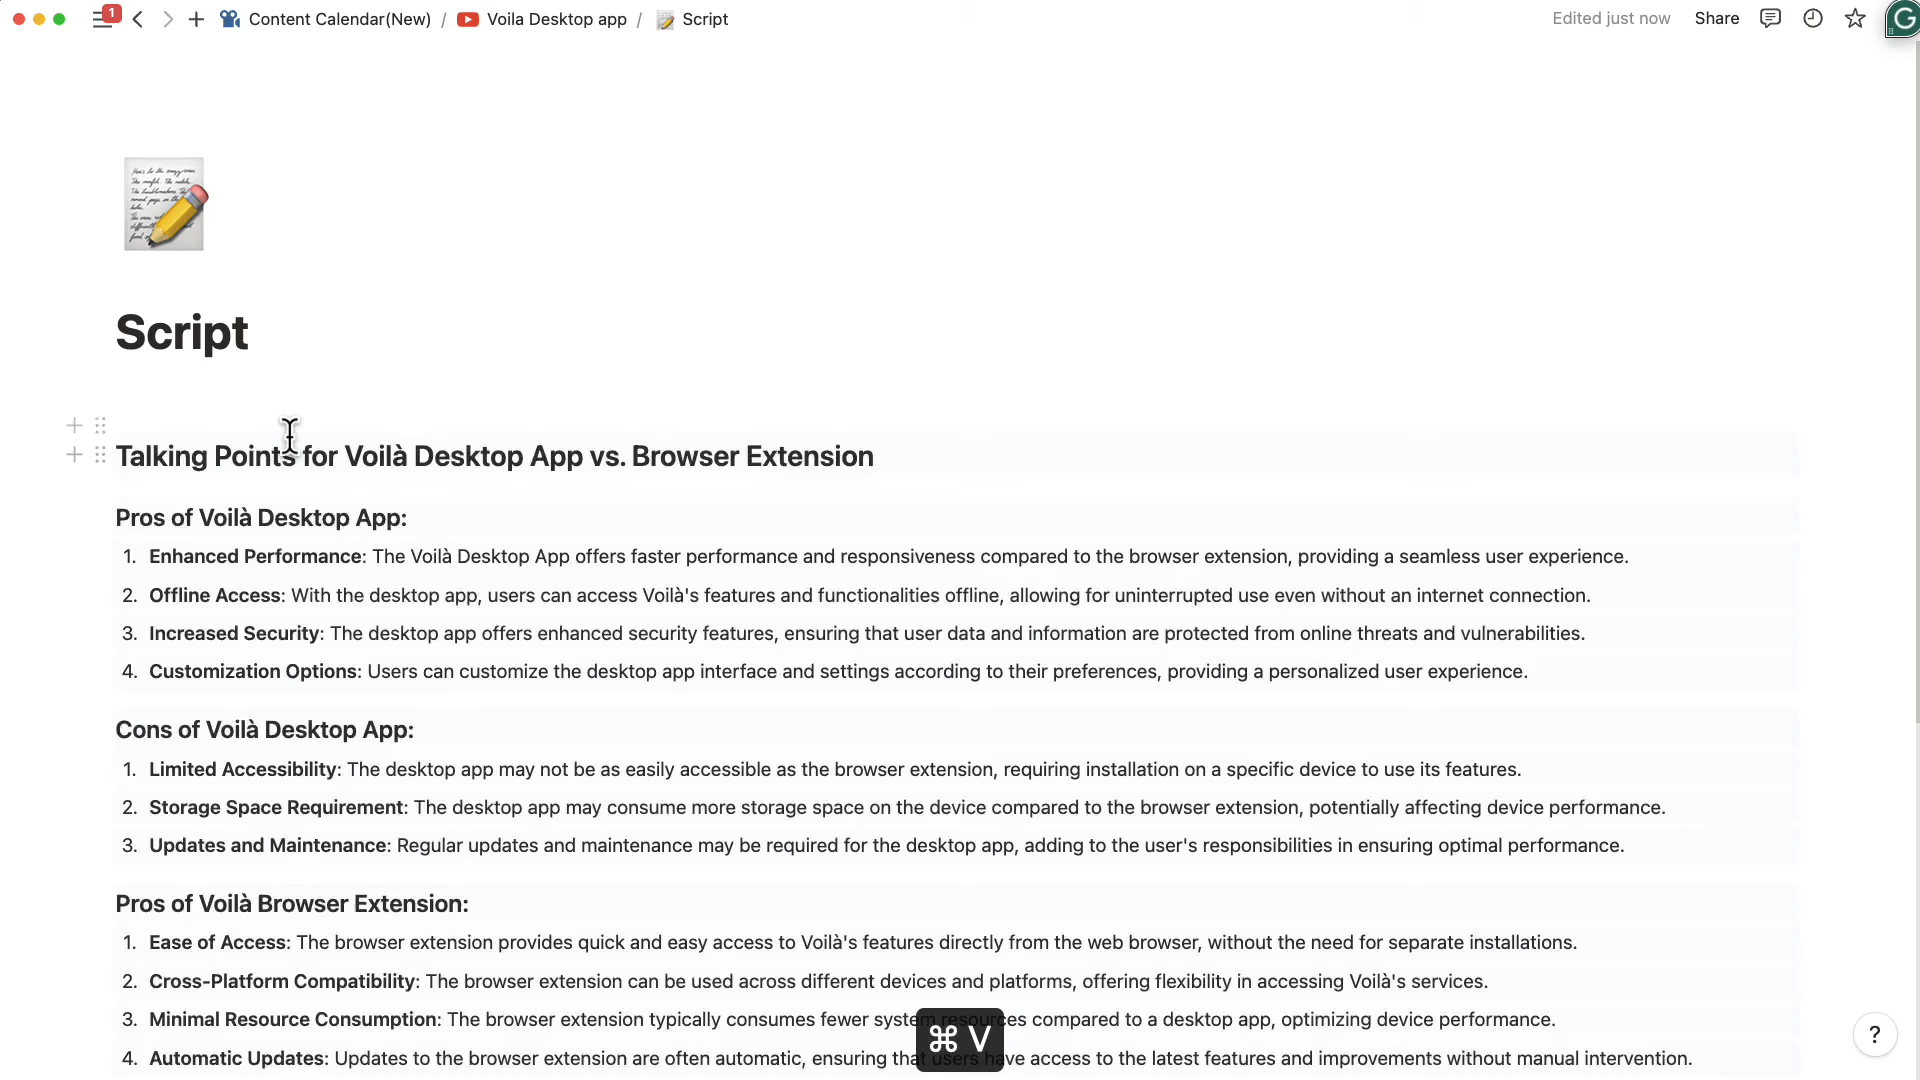 1
Content Calendar(New) / Voila Desktop app / Script
Edited just now
Share
G
Script
Talking Points for Voilà Desktop App vs. Browser Extension
Pros of Voilà Desktop App:
1. Enhanced Performance: The Voilà Desktop App offers faster performance and responsiveness compared to the browser extension, providing a seamless user experience.
2. Offline Access: With the desktop app, users can access Voilà's features and functionalities offline, allowing for uninterrupted use even without an internet connection.
3. Increased Security: The desktop app offers enhanced security features, ensuring that user data and information are protected from online threats and vulnerabilities.
4. Customization Options: Users can customize the desktop app interface and settings according to their preferences, providing a personalized user experience.
Cons of Voilà Desktop App:
1. Limited Accessibility: The desktop app may not be as easily accessible as the browser extension, requiring installation on a specific device to use its features.
2. Storage Space Requirement: The desktop app may consume more storage space on the device compared to the browser extension, potentially affecting device performance.
3. Updates and Maintenance: Regular updates and maintenance may be required for the desktop app, adding to the user's responsibilities in ensuring optimal performance.
Pros of Voilà Browser Extension:
1. Ease of Access: The browser extension provides quick and easy access to Voilà's features directly from the web browser, without the need for separate installations.
2. Cross-Platform Compatibility: The browser extension can be used across different devices and platforms, offering flexibility in accessing Voilà's services.
3. Minimal Resource Consumption: The browser extension typically consumes fewer system resources compared to a desktop app, optimizing device performance.
4. Automatic Updates: Updates to the browser extension are often automatic, ensuring that users have access to the latest features and improvements without manual intervention.
⌘ V
?